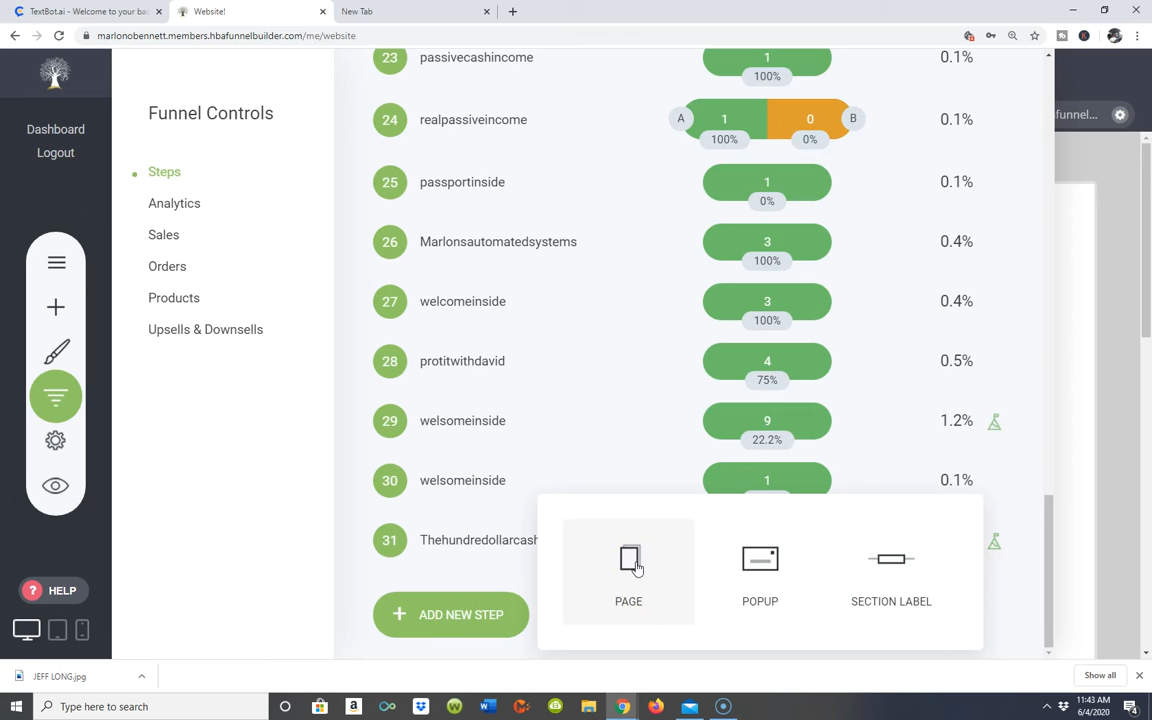 TextBot.ai - Welcome to your ba
Website!
New Tab
marlonobennett.members.hbafunnelbuilder.com/me/website
Dashboard
Logout
HELP
Funnel Controls
Steps
Analytics
Sales
Orders
Products
Upsells & Downsells
23 passivecashincome 1 100% 0.1%
24 realpassiveincome A 1 100% 0 0% B 0.1%
25 passportinside 1 0% 0.1%
26 Marlonsautomatedsystems 3 100% 0.4%
27 welcomeinside 3 100% 0.4%
28 protitwithdavid 4 75% 0.5%
29 welsomeinside 9 22.2% 1.2%
30 welsomeinside 1 0.1%
31 Thehundredollarcash
+ ADD NEW STEP
PAGE
POPUP
SECTION LABEL
funnel...
JEFF LONG.jpg
Show all
Type here to search
11:43 AM
6/4/2020
4